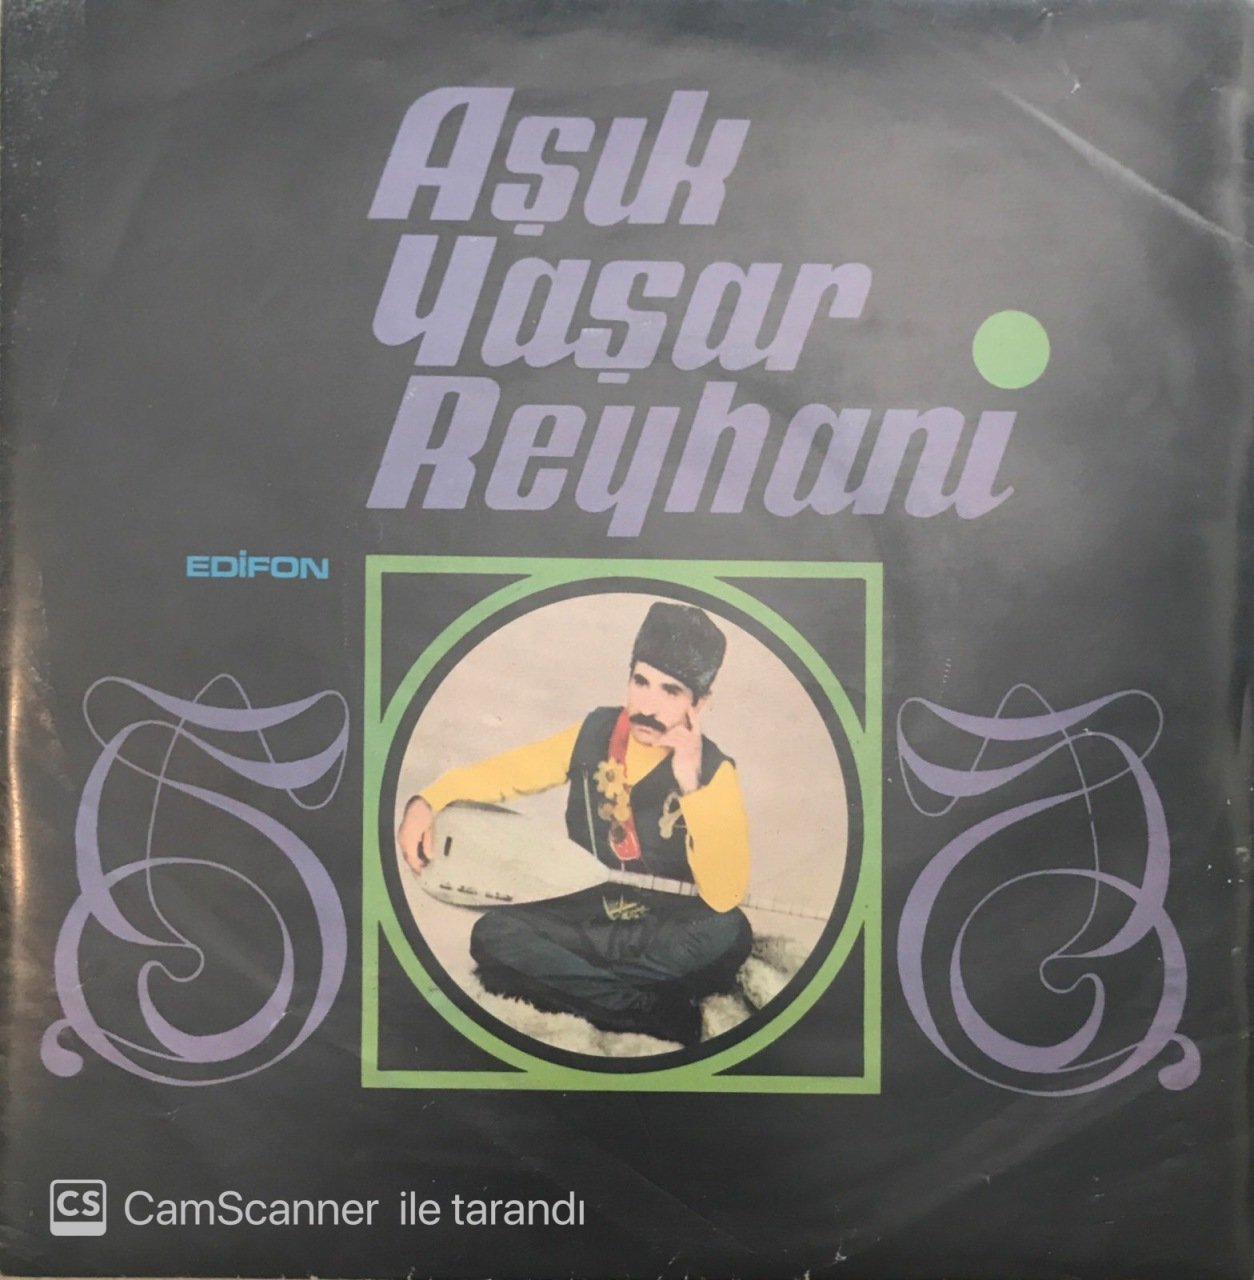 Aşık
Yaşar
Reyhani
EDİFON
CS CamScanner ile tarandı